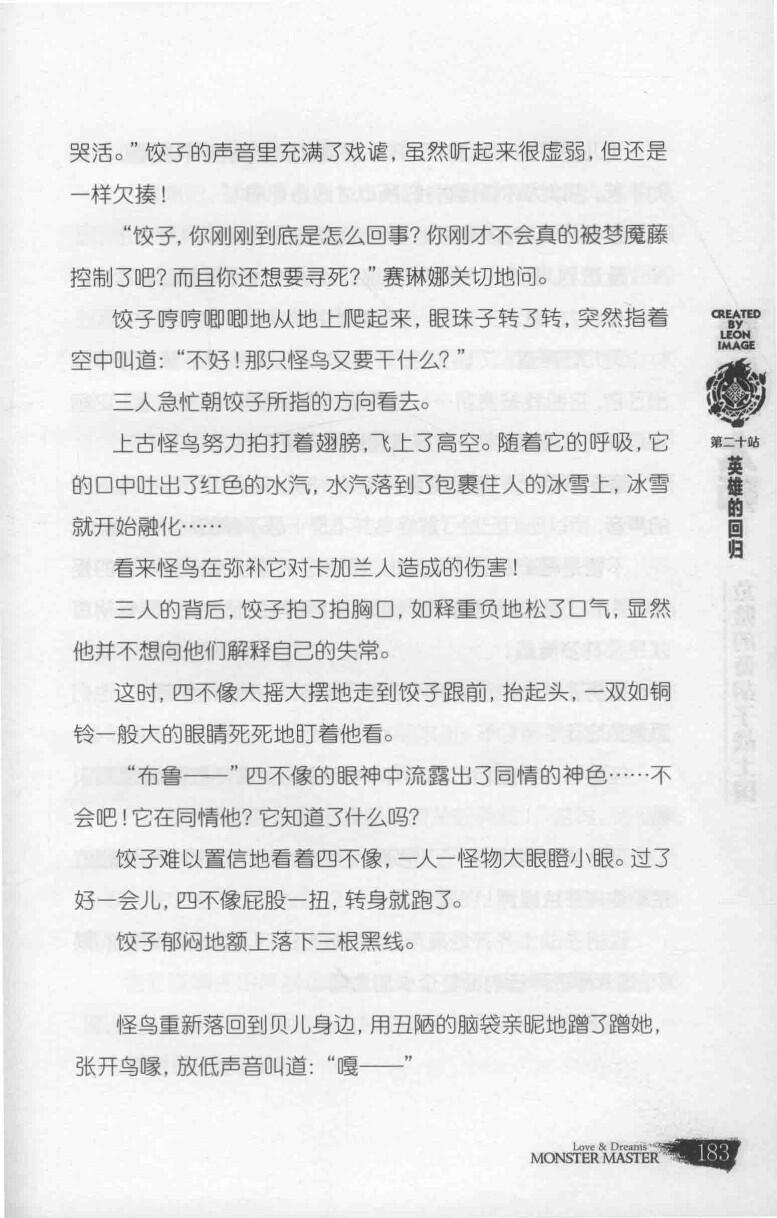 哭活。”饺子的声音里充满了戏谑，虽然听起来很虚弱，但还是
一样欠揍！
“饺子，你刚刚到底是怎么回事？你刚才不会真的被梦魇藤
控制了吧？而且你还想要寻死？”赛琳娜关切地问。
饺子哼哼唧唧地从地上爬起来，眼珠子转了转，突然指着
空中叫道：“不好！那只怪鸟又要干什么？”
三人急忙朝饺子所指的方向看去。
上古怪鸟努力拍打着翅膀，飞上了高空。随着它的呼吸，它
的口中吐出了红色的水汽，水汽落到了包裹住人的冰雪上，冰雪
就开始融化……
看来怪鸟在弥补它对卡加兰人造成的伤害！
三人的背后，饺子拍了拍胸口，如释重负地松了口气，显然
他并不想向他们解释自己的失常。
这时，四不像大摇大摆地走到饺子跟前，抬起头，一双如铜
铃一般大的眼睛死死地盯着他看。
“布鲁——”四不像的眼神中流露出了同情的神色……不
会吧！它在同情他？它知道了什么吗？
饺子难以置信地看着四不像，一人一怪物大眼瞪小眼。过了
好一会儿，四不像屁股一扭，转身就跑了。
饺子郁闷地额上落下三根黑线。
怪鸟重新落回到贝儿身边，用丑陋的脑袋亲昵地蹭了蹭她，
张开鸟喙，放低声音叫道：“嘎——”
CREATED
BY
LEON
IMAGE
第二十站
英雄的回归
Love & Dreams
MONSTER MASTER
183